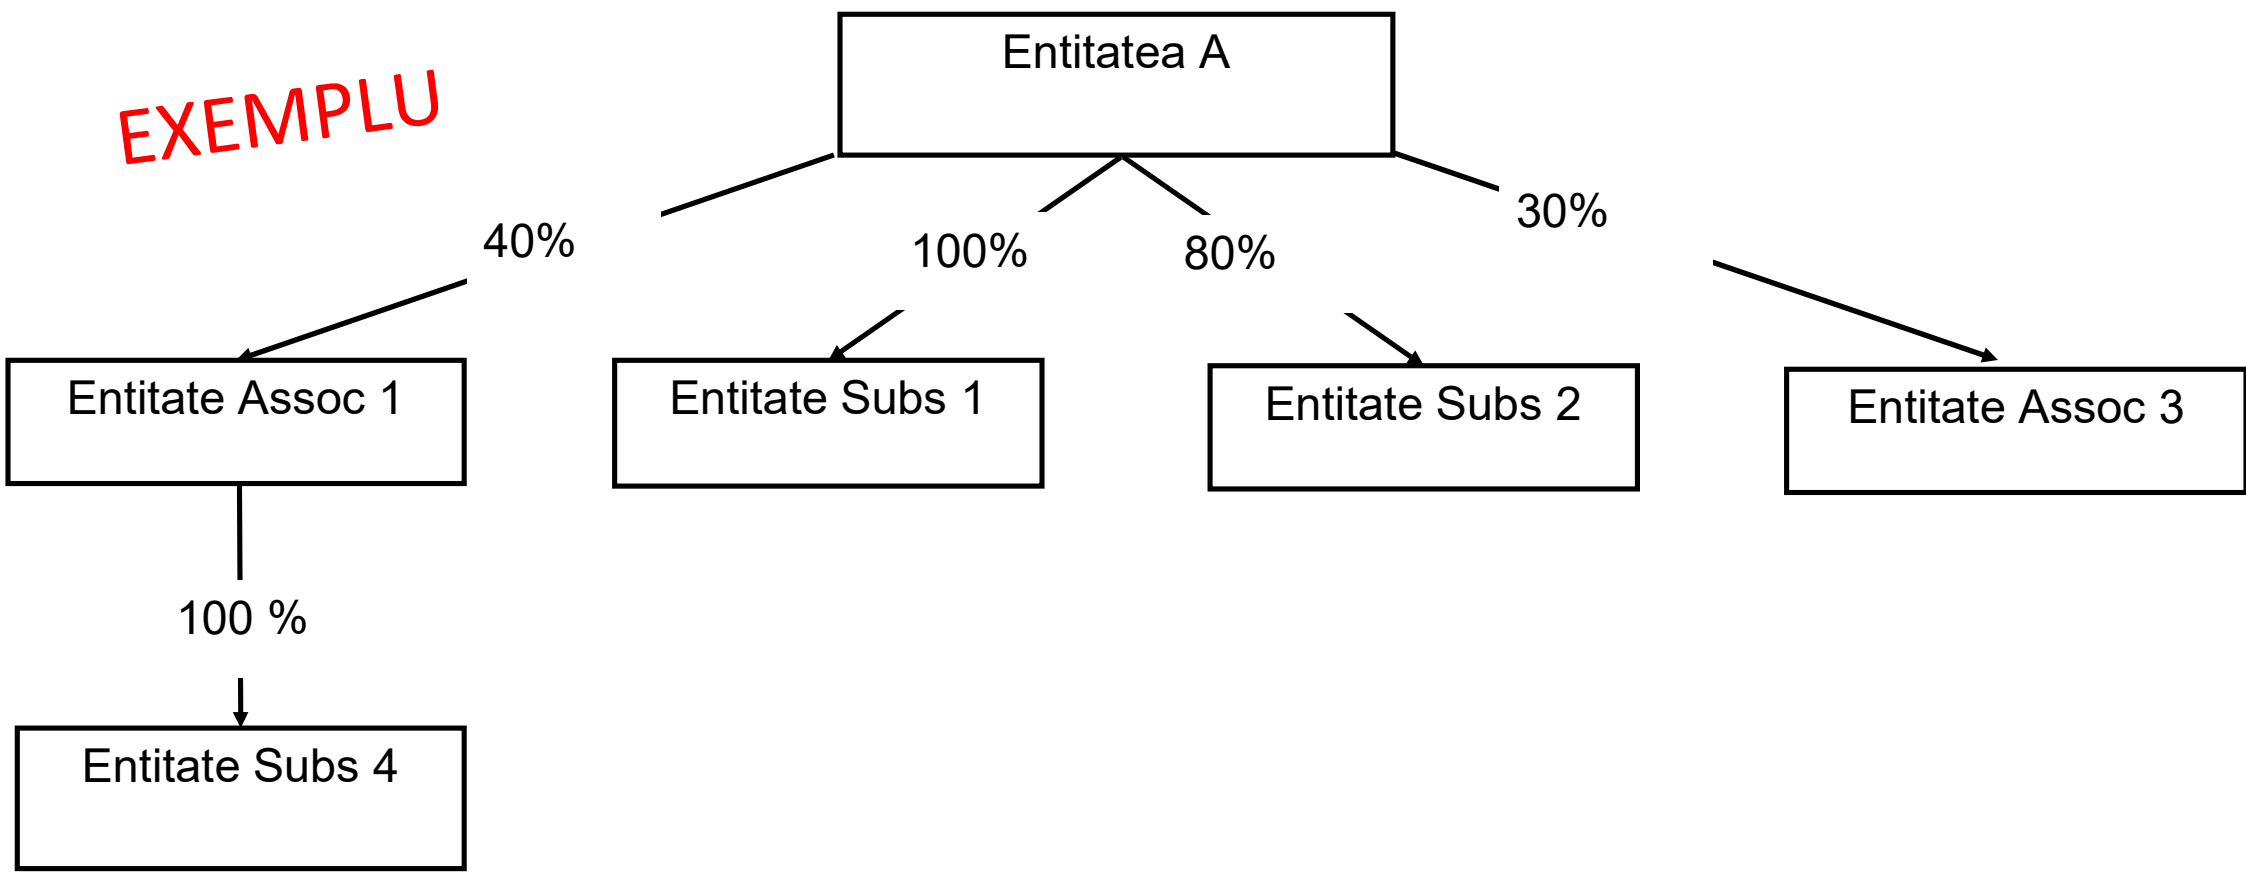 Entitatea A
EXEMPLU
40%
100%
80%
30%
Entitate Assoc 1
Entitate Subs 1
Entitate Subs 2
Entitate Assoc 3
100 %
Entitate Subs 4